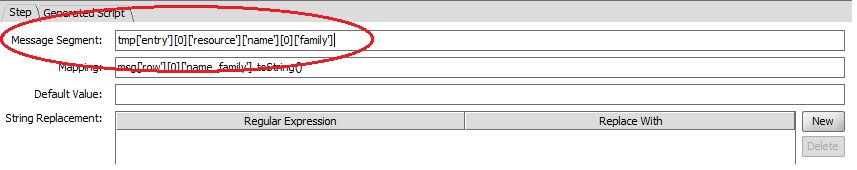 Step Generated Script
Message Segment: tmp['entry'][0]['resource']['name'][0]['family']
Mapping: msg['row'][0]['name_family'].toString()
Default Value:
String Replacement: Regular Expression Replace With New
Delete